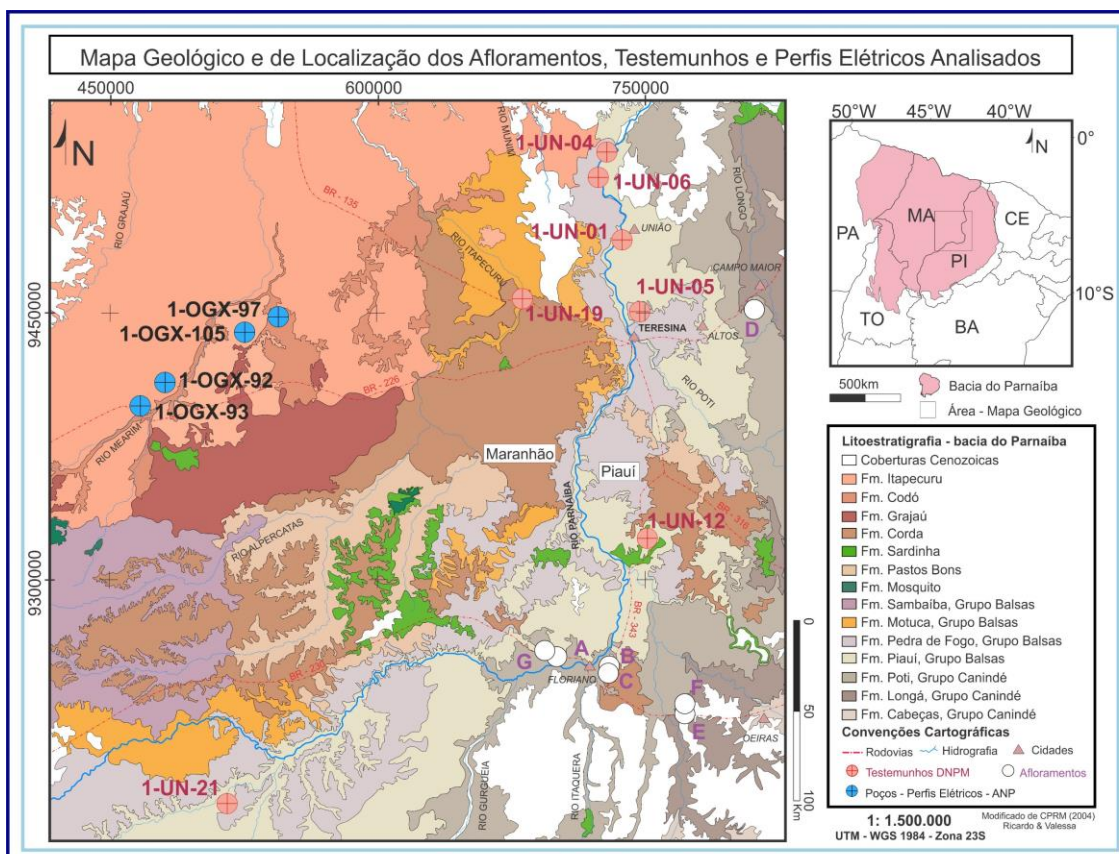 Mapa Geológico e de Localização dos Afloramentos, Testemunhos e Perfis Elétricos Analisados
450000
600000
7500000
N
RIO GRAJAÚ
BR - 135
RIO MUNIM
1-UN-04
1-UN-06
RIO LONGO
1-UN-01
UNIÃO
RIO ITAPECURU
CAMPO MAIOR
1-UN-05
1-OGX-97
9450000
1-OGX-105
1-UN-19
TERESINA
ALTOS
D
BR - 226
1-OGX-92
1-OGX-93
RIO POTI
RIO MEARIM
Maranhão
Piauí
RIO PARNAÍBA
RIO ALPERCATAS
BR - 316
1-UN-12
9300000
BR - 343
BR - 230
G
A
B
C
FLORIANO
F
E
OEIRAS
1-UN-21
RIO GURGUEIA
RIO ITAQUERA
0
50
100
Km
50°W
45°W
40°W
0°
N
MA
CE
PA
PI
10°S
TO
BA
500km
Bacia do Parnaíba
Área - Mapa Geológico
Litoestratigrafia - bacia do Parnaíba
Coberturas Cenozoicas
Fm. Itapecuru
Fm. Codó
Fm. Grajaú
Fm. Corda
Fm. Sardinha
Fm. Pastos Bons
Fm. Mosquito
Fm. Sambaíba, Grupo Balsas
Fm. Motuca, Grupo Balsas
Fm. Pedra de Fogo, Grupo Balsas
Fm. Piauí, Grupo Balsas
Fm. Poti, Grupo Canindé
Fm. Longá, Grupo Canindé
Fm. Cabeças, Grupo Canindé
Convenções Cartográficas
Rodovias
Hidrografia
Cidades
Testemunhos DNPM
Afloramentos
Poços - Perfis Elétricos - ANP
1: 1.500.000
UTM - WGS 1984 - Zona 23S
Modificado de CPRM (2004)
Ricardo & Valessa